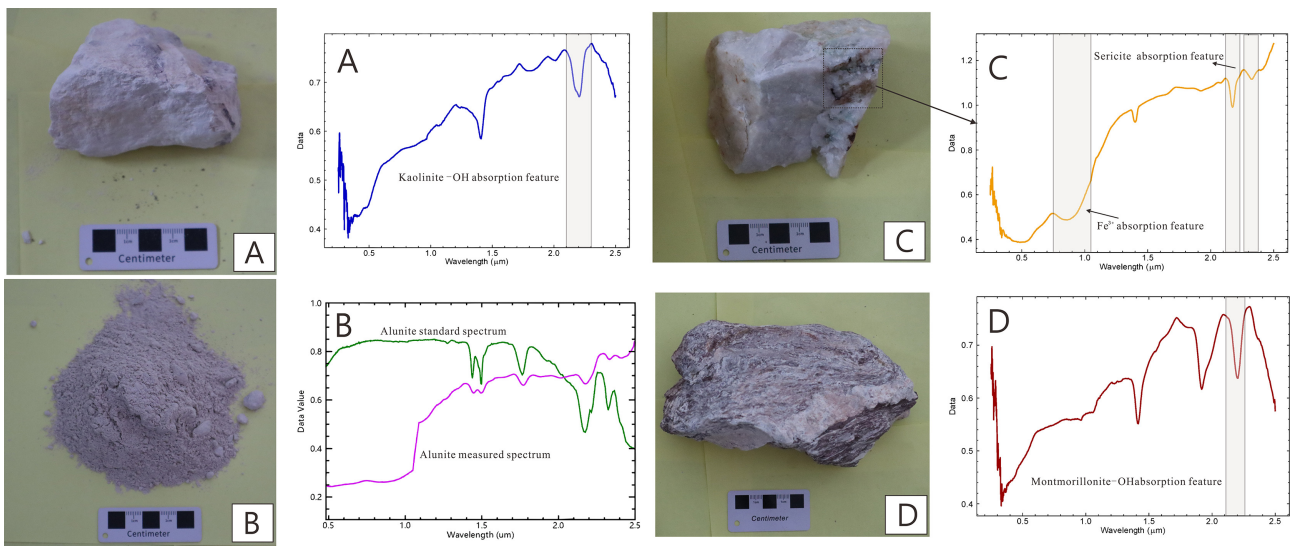 A
Centimeter
A
Kaolinite-OH absorption feature
Data
0.4
0.5
0.6
0.7
0.5
1.0
1.5
2.0
2.5
Wavelength (μm)
C
Centimeter
C
Sericite absorption feature
Fe³⁺ absorption feature
Data
0.4
0.6
0.8
1.0
1.2
0.5
1.0
1.5
2.0
2.5
Wavelength (μm)
B
Centimeter
B
Alunite standard spectrum
Alunite measured spectrum
Data Value
1.0
0.8
0.6
0.4
0.2
0.5
1.0
1.5
2.0
2.5
Wavelength (um)
D
Centimeter
D
Montmorillonite-OHabsorption feature
Data
0.7
0.6
0.5
0.4
0.5
1.0
1.5
2.0
2.5
Wavelength (μm)